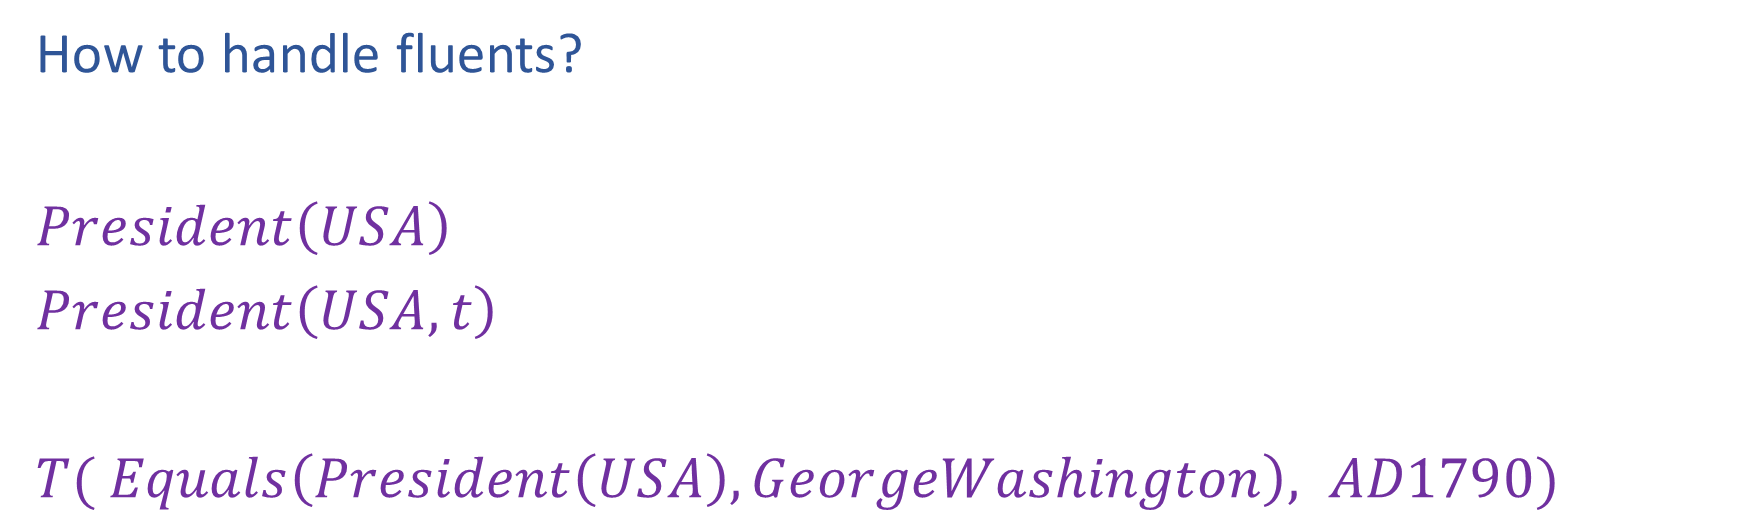 How to handle fluents?
President(USA)
President(USA, t)
T( Equals(President(USA), GeorgeWashington), AD1790)